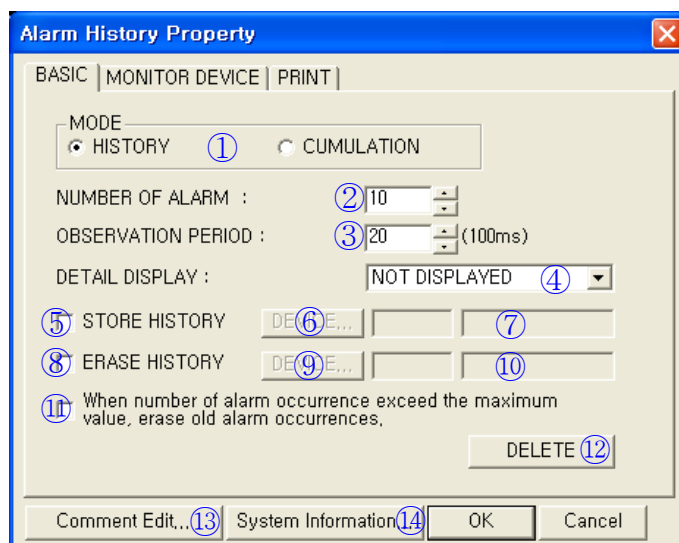 Alarm History Property
BASIC MONITOR DEVICE PRINT
MODE
HISTORY ① CUMULATION
NUMBER OF ALARM : ② 10
OBSERVATION PERIOD : ③ 20 (100ms)
DETAIL DISPLAY : NOT DISPLAYED ④
⑤ STORE HISTORY ⑥ ⑦
⑧ ERASE HISTORY ⑨ ⑩
⑪ When number of alarm occurrence exceed the maximum
value, erase old alarm occurrences,
DELETE ⑫
Comment Edit,,, ⑬ System Information,,, ⑭ OK Cancel